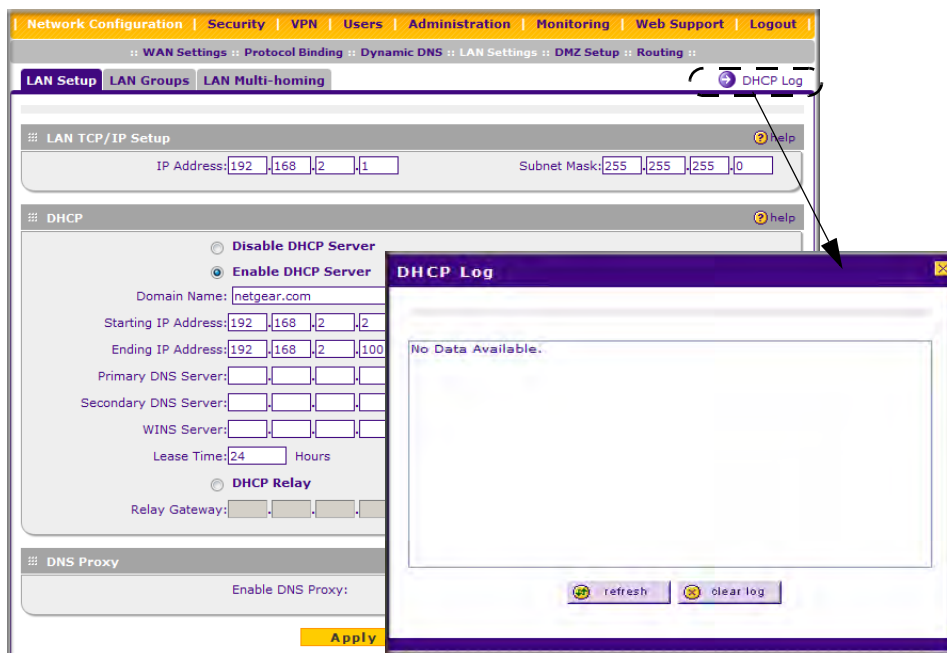 Network Configuration | Security | VPN | Users | Administration | Monitoring | Web Support | Logout |
:: WAN Settings :: Protocol Binding :: Dynamic DNS :: LAN Settings :: DMZ Setup :: Routing ::
LAN Setup LAN Groups LAN Multi-homing DHCP Log
LAN TCP/IP Setup help
IP Address: 192 . 168 . 2 . 1 Subnet Mask: 255 . 255 . 255 . 0
DHCP help
Disable DHCP Server
Enable DHCP Server
Domain Name: netgear.com
Starting IP Address: 192 . 168 . 2 . 2
Ending IP Address: 192 . 168 . 2 . 100
Primary DNS Server: . . .
Secondary DNS Server: . . .
WINS Server: . . .
Lease Time: 24 Hours
DHCP Relay
Relay Gateway: . . .
DNS Proxy
Enable DNS Proxy:
Apply
DHCP Log
No Data Available.
refresh clear log